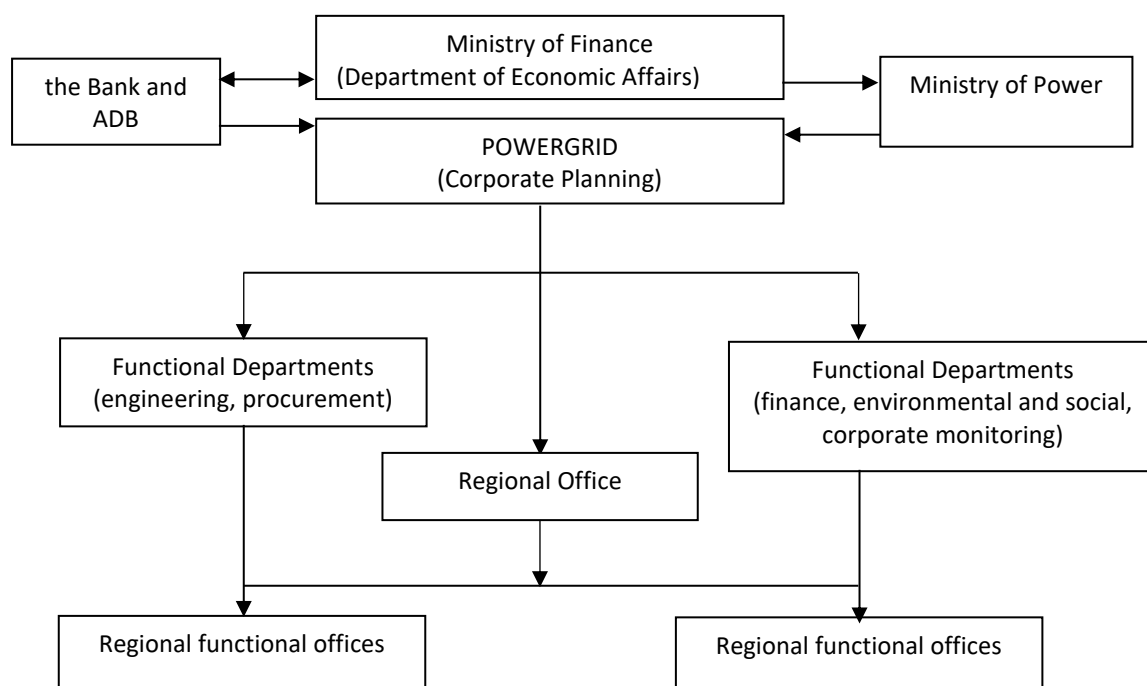 Ministry of Finance
(Department of Economic Affairs)
the Bank and
ADB
Ministry of Power
POWERGRID
(Corporate Planning)
Functional Departments
(engineering, procurement)
Functional Departments
(finance, environmental and social,
corporate monitoring)
Regional Office
Regional functional offices
Regional functional offices